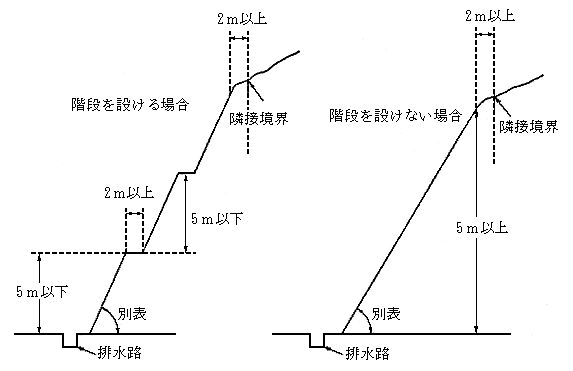 2m以上
階段を設ける場合
隣接境界
2m以上
5m以下
5m以下
別表
排水路
2m以上
階段を設けない場合
隣接境界
5m以上
別表
排水路